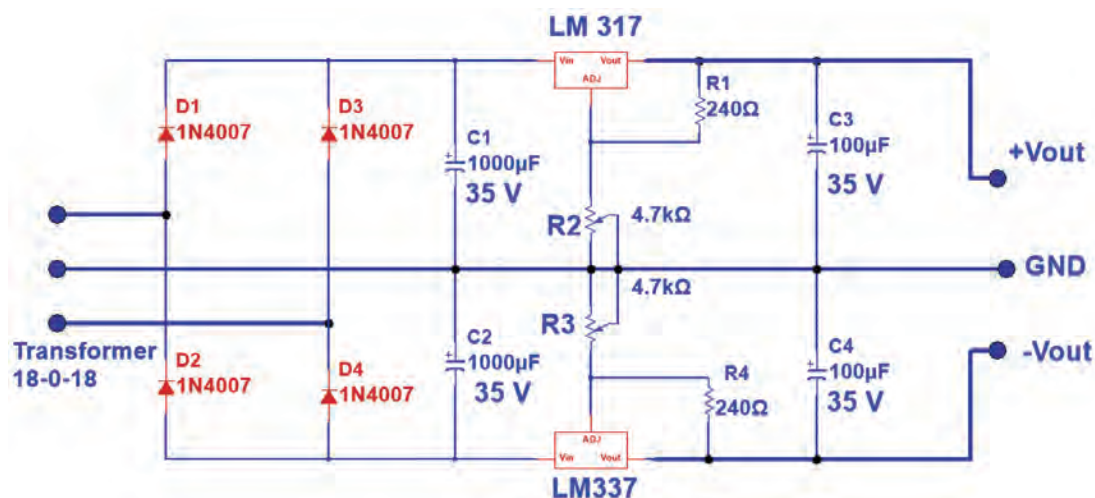 LM 317
Vin Vout
ADJ
D1
1N4007
D3
1N4007
R1
240Ω
C1
1000µF
35 V
C3
100µF
35 V
+Vout
R2
4.7kΩ
GND
4.7kΩ
R3
Transformer
18-0-18
D2
1N4007
D4
1N4007
C2
1000µF
35 V
R4
240Ω
C4
100µF
35 V
-Vout
ADJ
Vin Vout
LM337